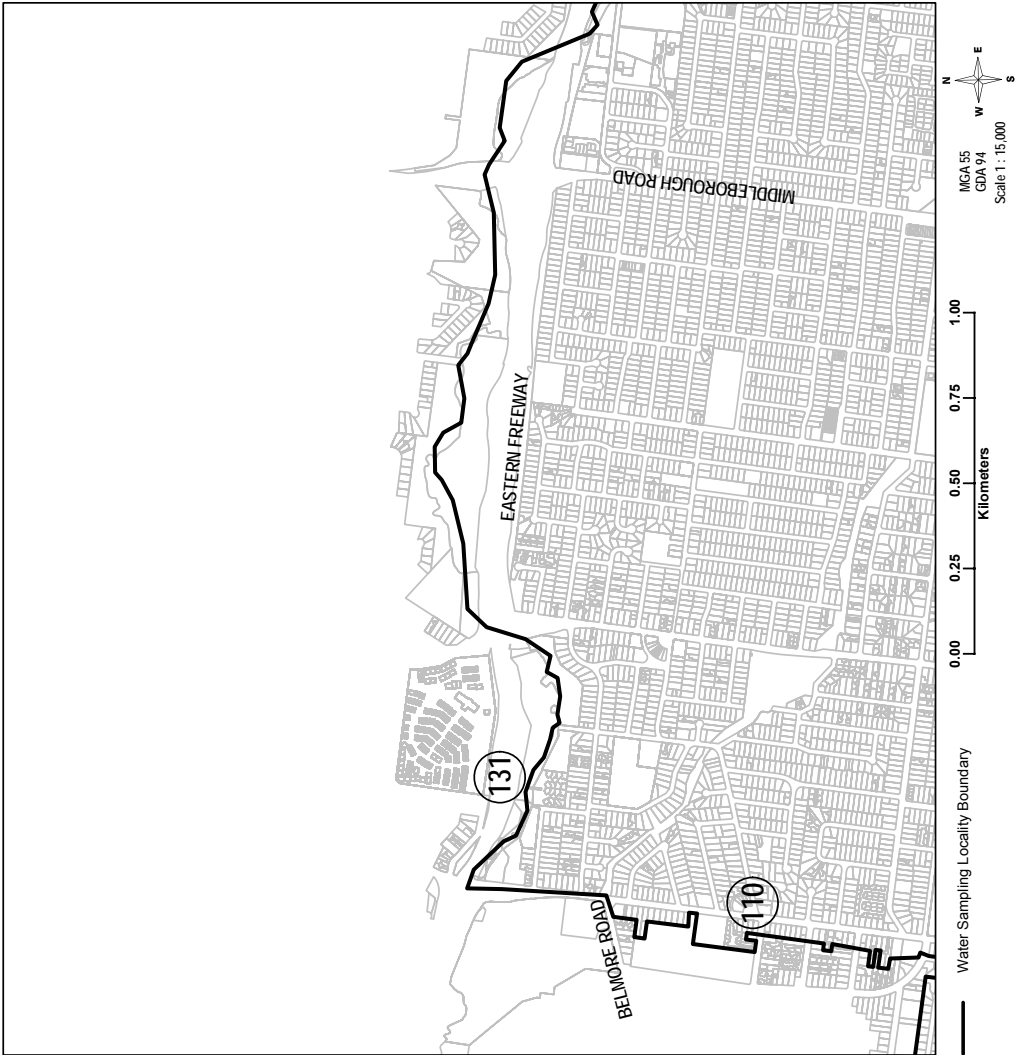 MIDDLEBOROUGH ROAD
EASTERN FREEWAY
131
110
BELMORE ROAD
N
E
W
S
MGA 55
GDA 94
Scale 1 : 15,000
0.00 0.25 0.50 0.75 1.00
Kilometers
Water Sampling Locality Boundary